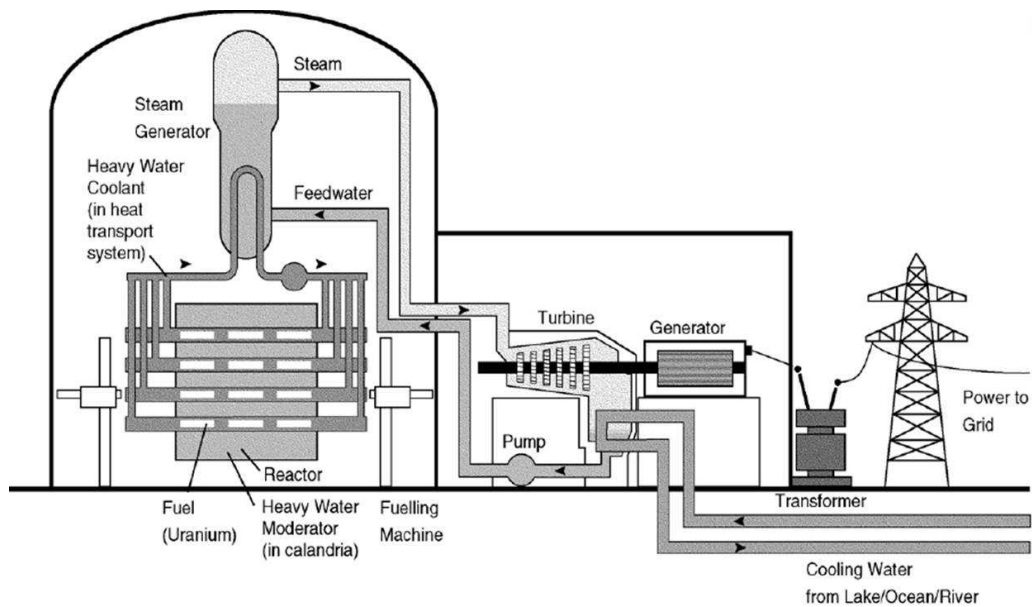 Steam
Steam
Generator
Heavy Water
Coolant
(in heat
transport
system)
Feedwater
Turbine
Generator
Power to
Grid
Pump
Reactor
Transformer
Fuel
(Uranium)
Heavy Water
Moderator
(in calandria)
Fuelling
Machine
Cooling Water
from Lake/Ocean/River